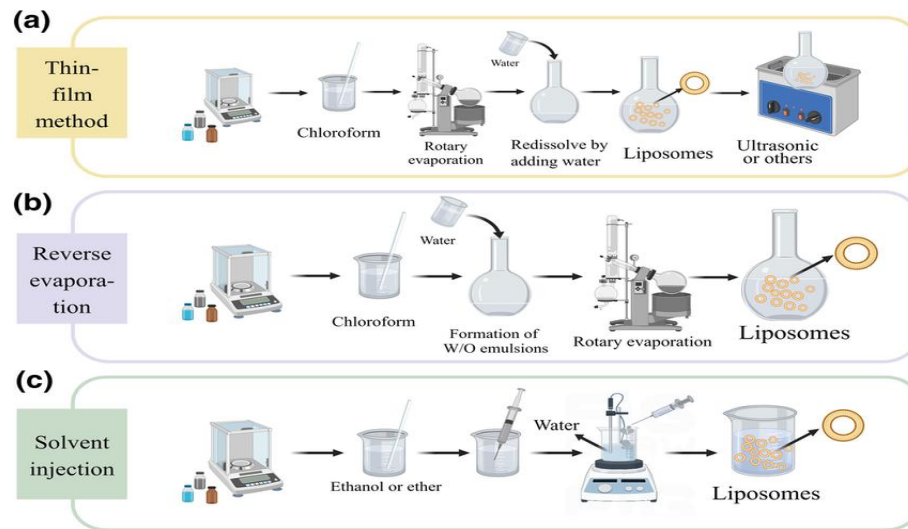 (a)
Thin-
film
method
Chloroform
Rotary
evaporation
Water
Redissolve by
adding water
Liposomes
Ultrasonic
or others
(b)
Reverse
evapora-
tion
Chloroform
Water
Formation of
W/O emulsions
Rotary evaporation
Liposomes
(c)
Solvent
injection
Ethanol or ether
Water
Liposomes